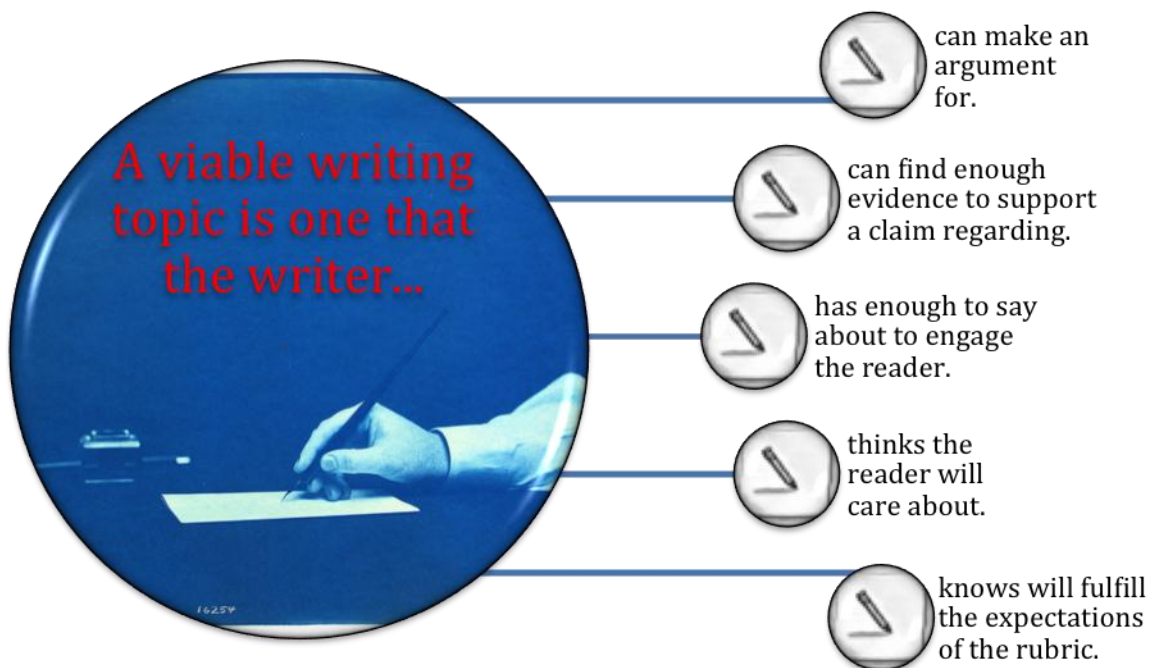 A viable writing
topic is one that
the writer...
can make an
argument
for.
can find enough
evidence to support
a claim regarding.
has enough to say
about to engage
the reader.
thinks the
reader will
care about.
knows will fulfill
the expectations
of the rubric.
16254